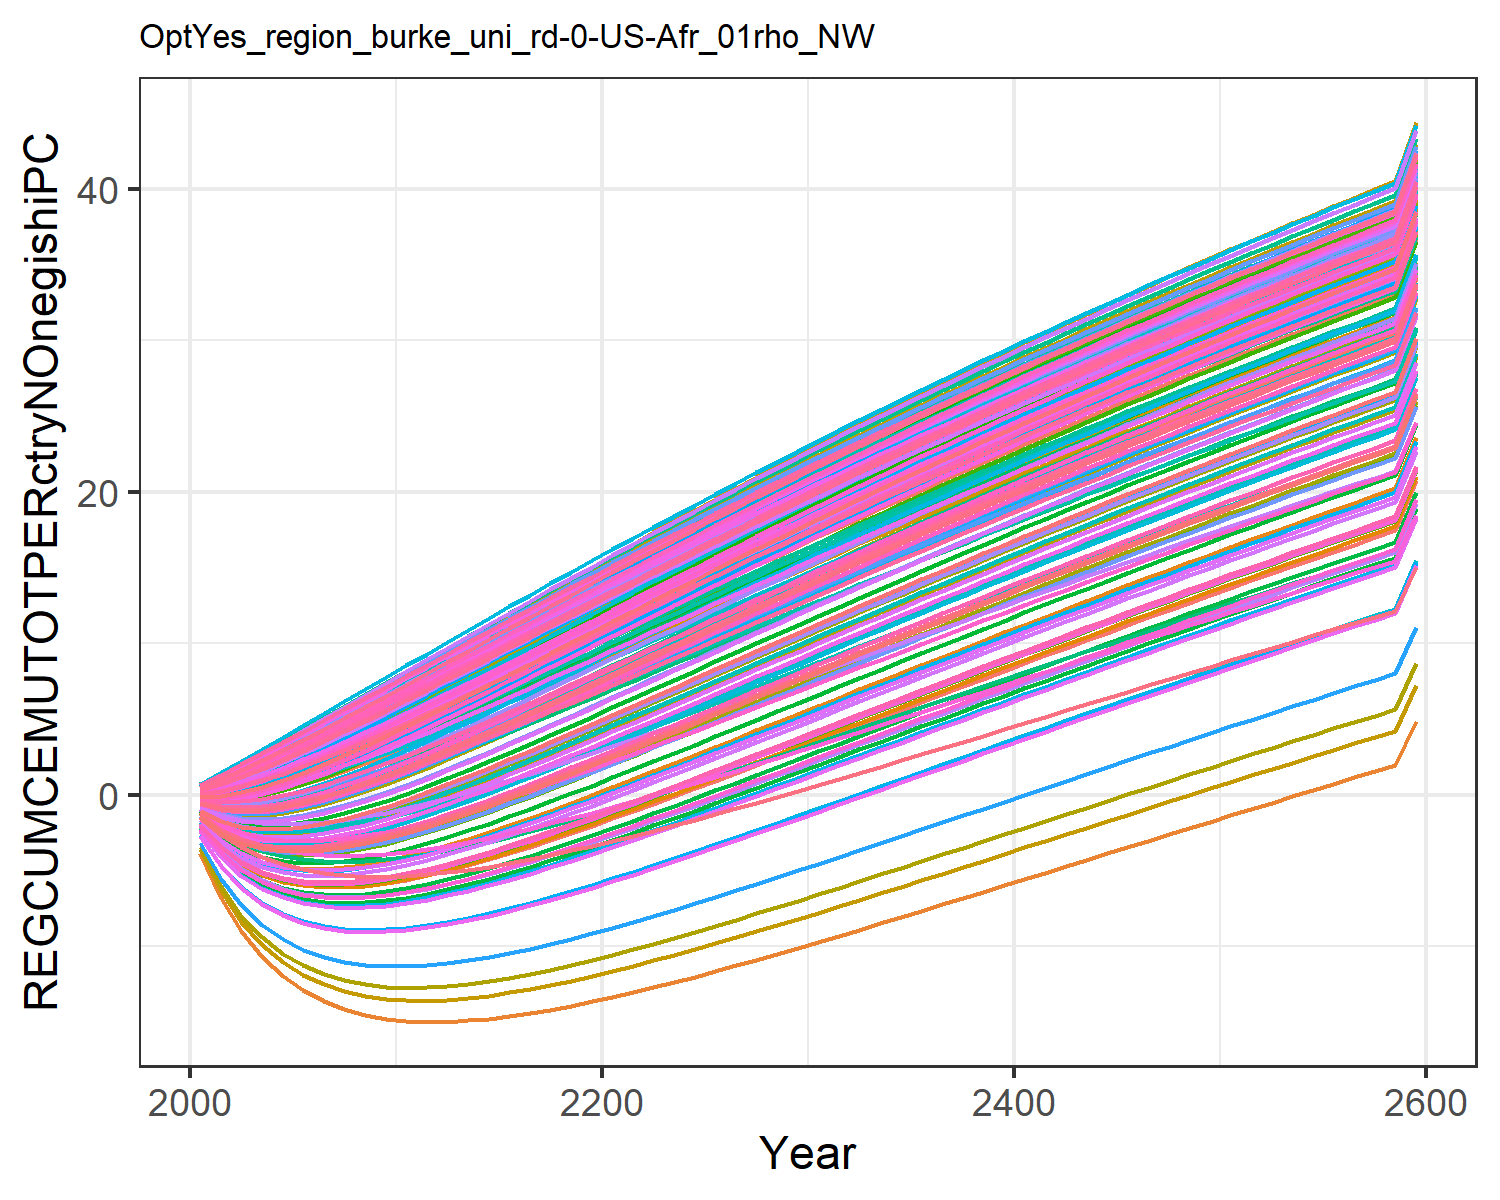 OptYes_region_burke_uni_rd-0-US-Afr_01rho_NW
REGCUMCEMUTOTPERctryNOnegishiPC
40
20
0
2000
2200
2400
2600
Year